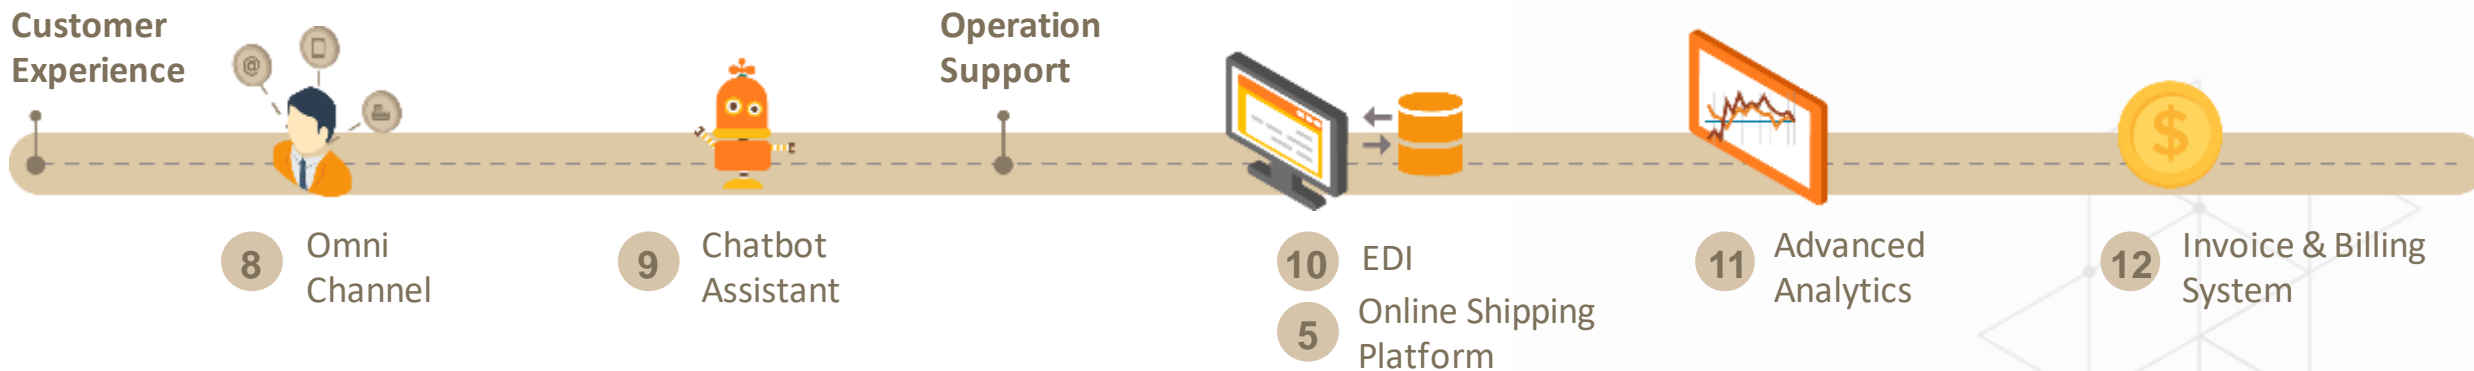 Customer
Experience
Operation
Support
@
$
8
Omni
Channel
9
Chatbot
Assistant
10
EDI
5
Online Shipping
Platform
11
Advanced
Analytics
12
Invoice & Billing
System